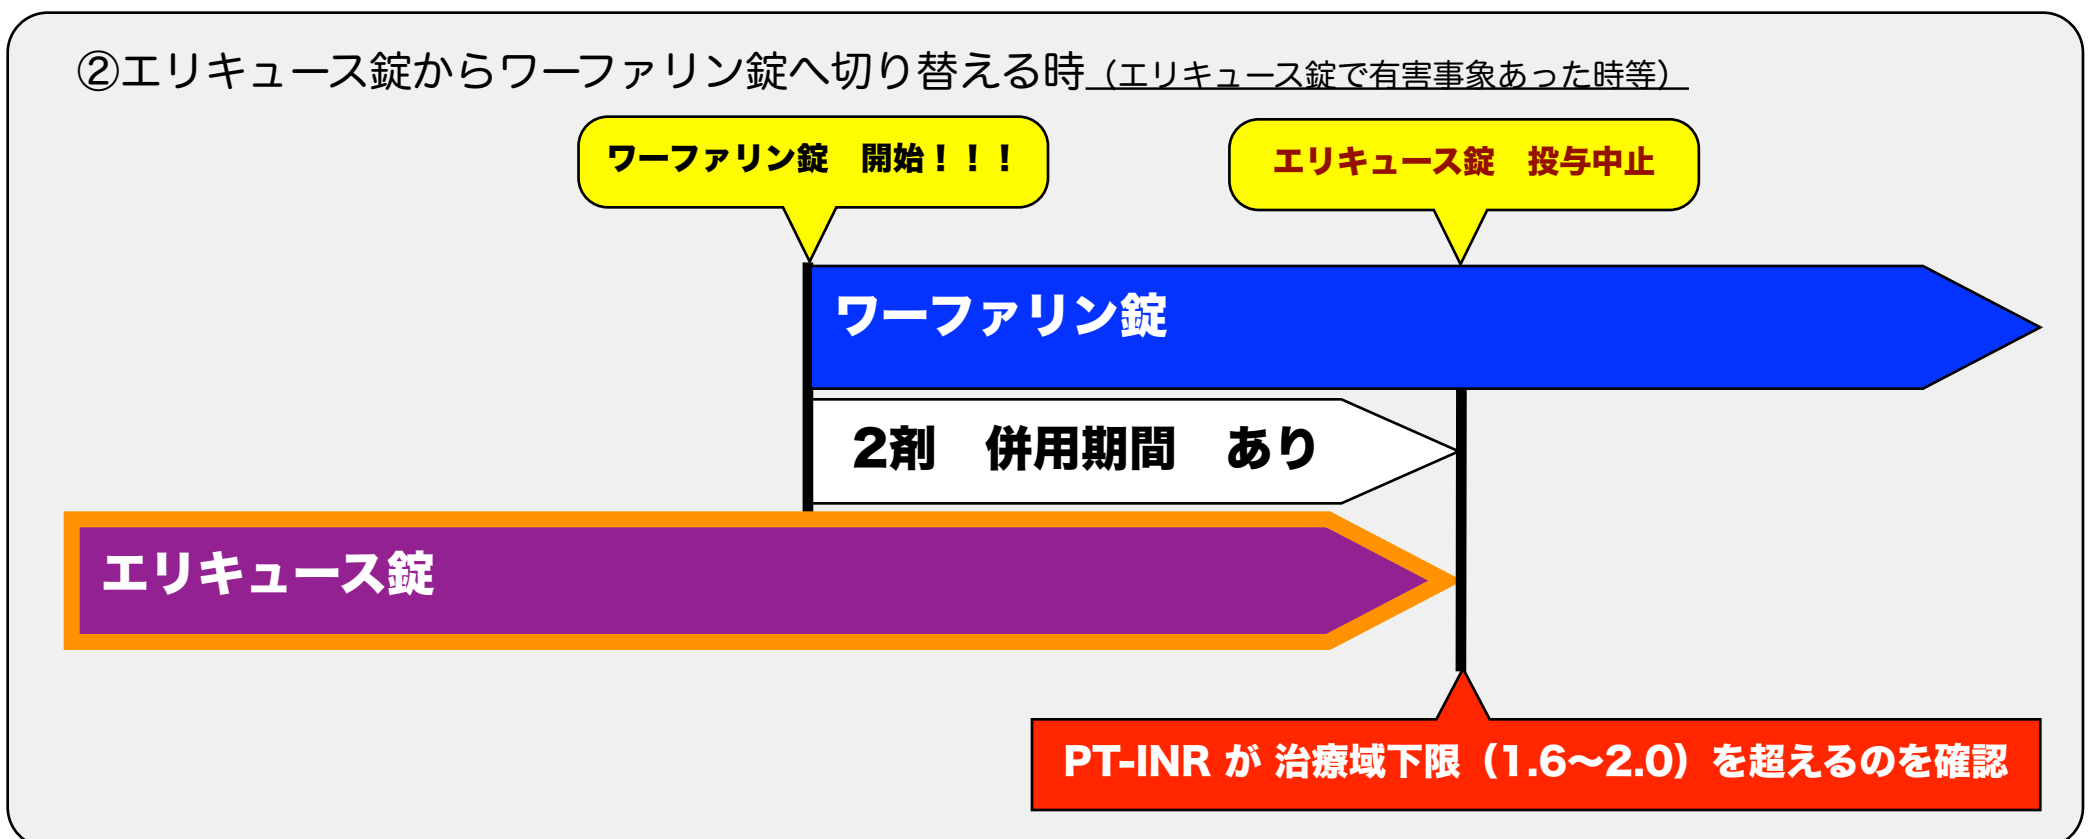 ②エリキュース錠からワーファリン錠へ切り替える時（エリキュース錠で有害事象あった時等）
ワーファリン錠　開始！！！
エリキュース錠　投与中止
ワーファリン錠
2剤　併用期間　あり
エリキュース錠
PT-INR が 治療域下限（1.6〜2.0）を超えるのを確認